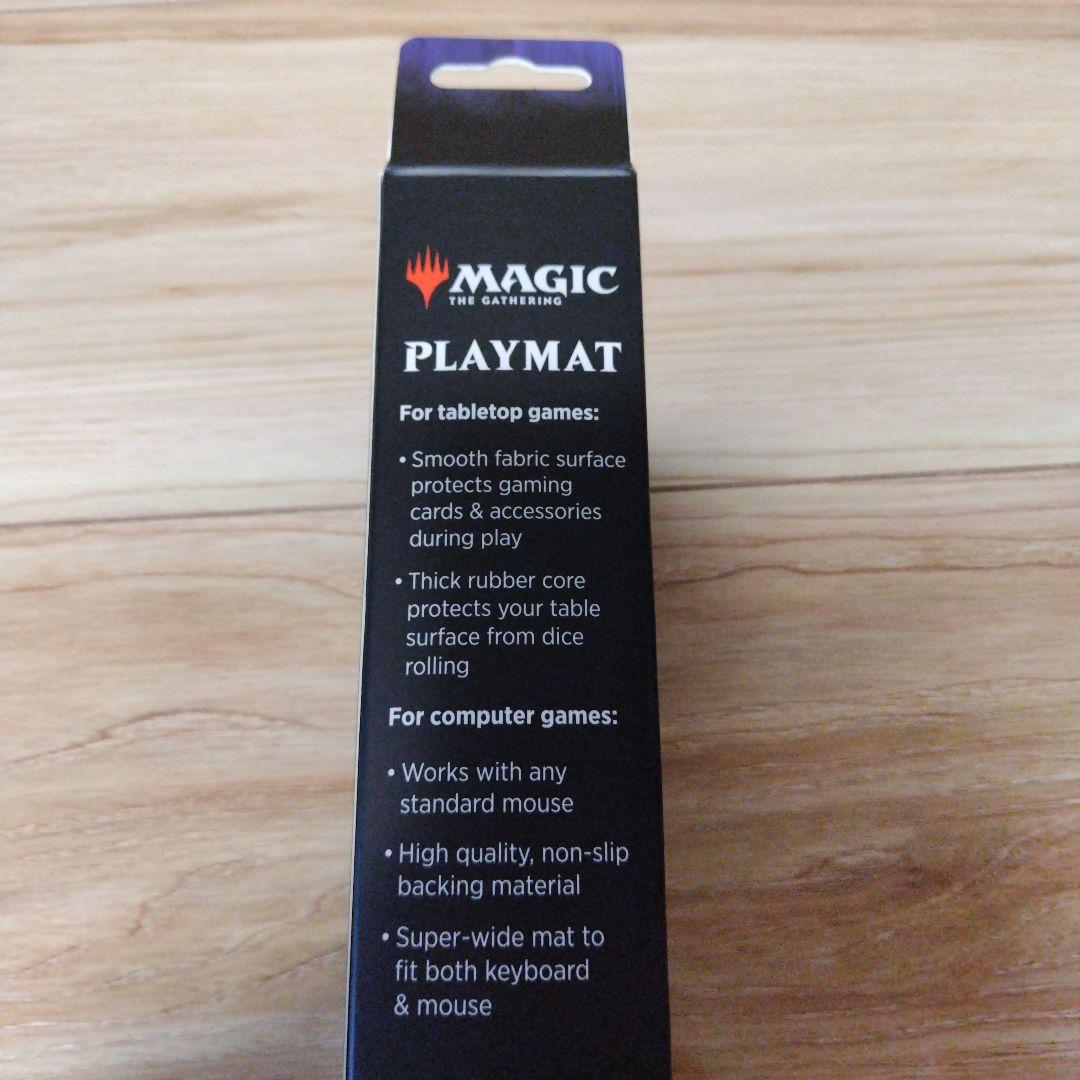 MAGIC
THE GATHERING
PLAYMAT
For tabletop games:
• Smooth fabric surface
protects gaming
cards & accessories
during play
• Thick rubber core
protects your table
surface from dice
rolling
For computer games:
• Works with any
standard mouse
• High quality, non-slip
backing material
• Super-wide mat to
fit both keyboard
& mouse